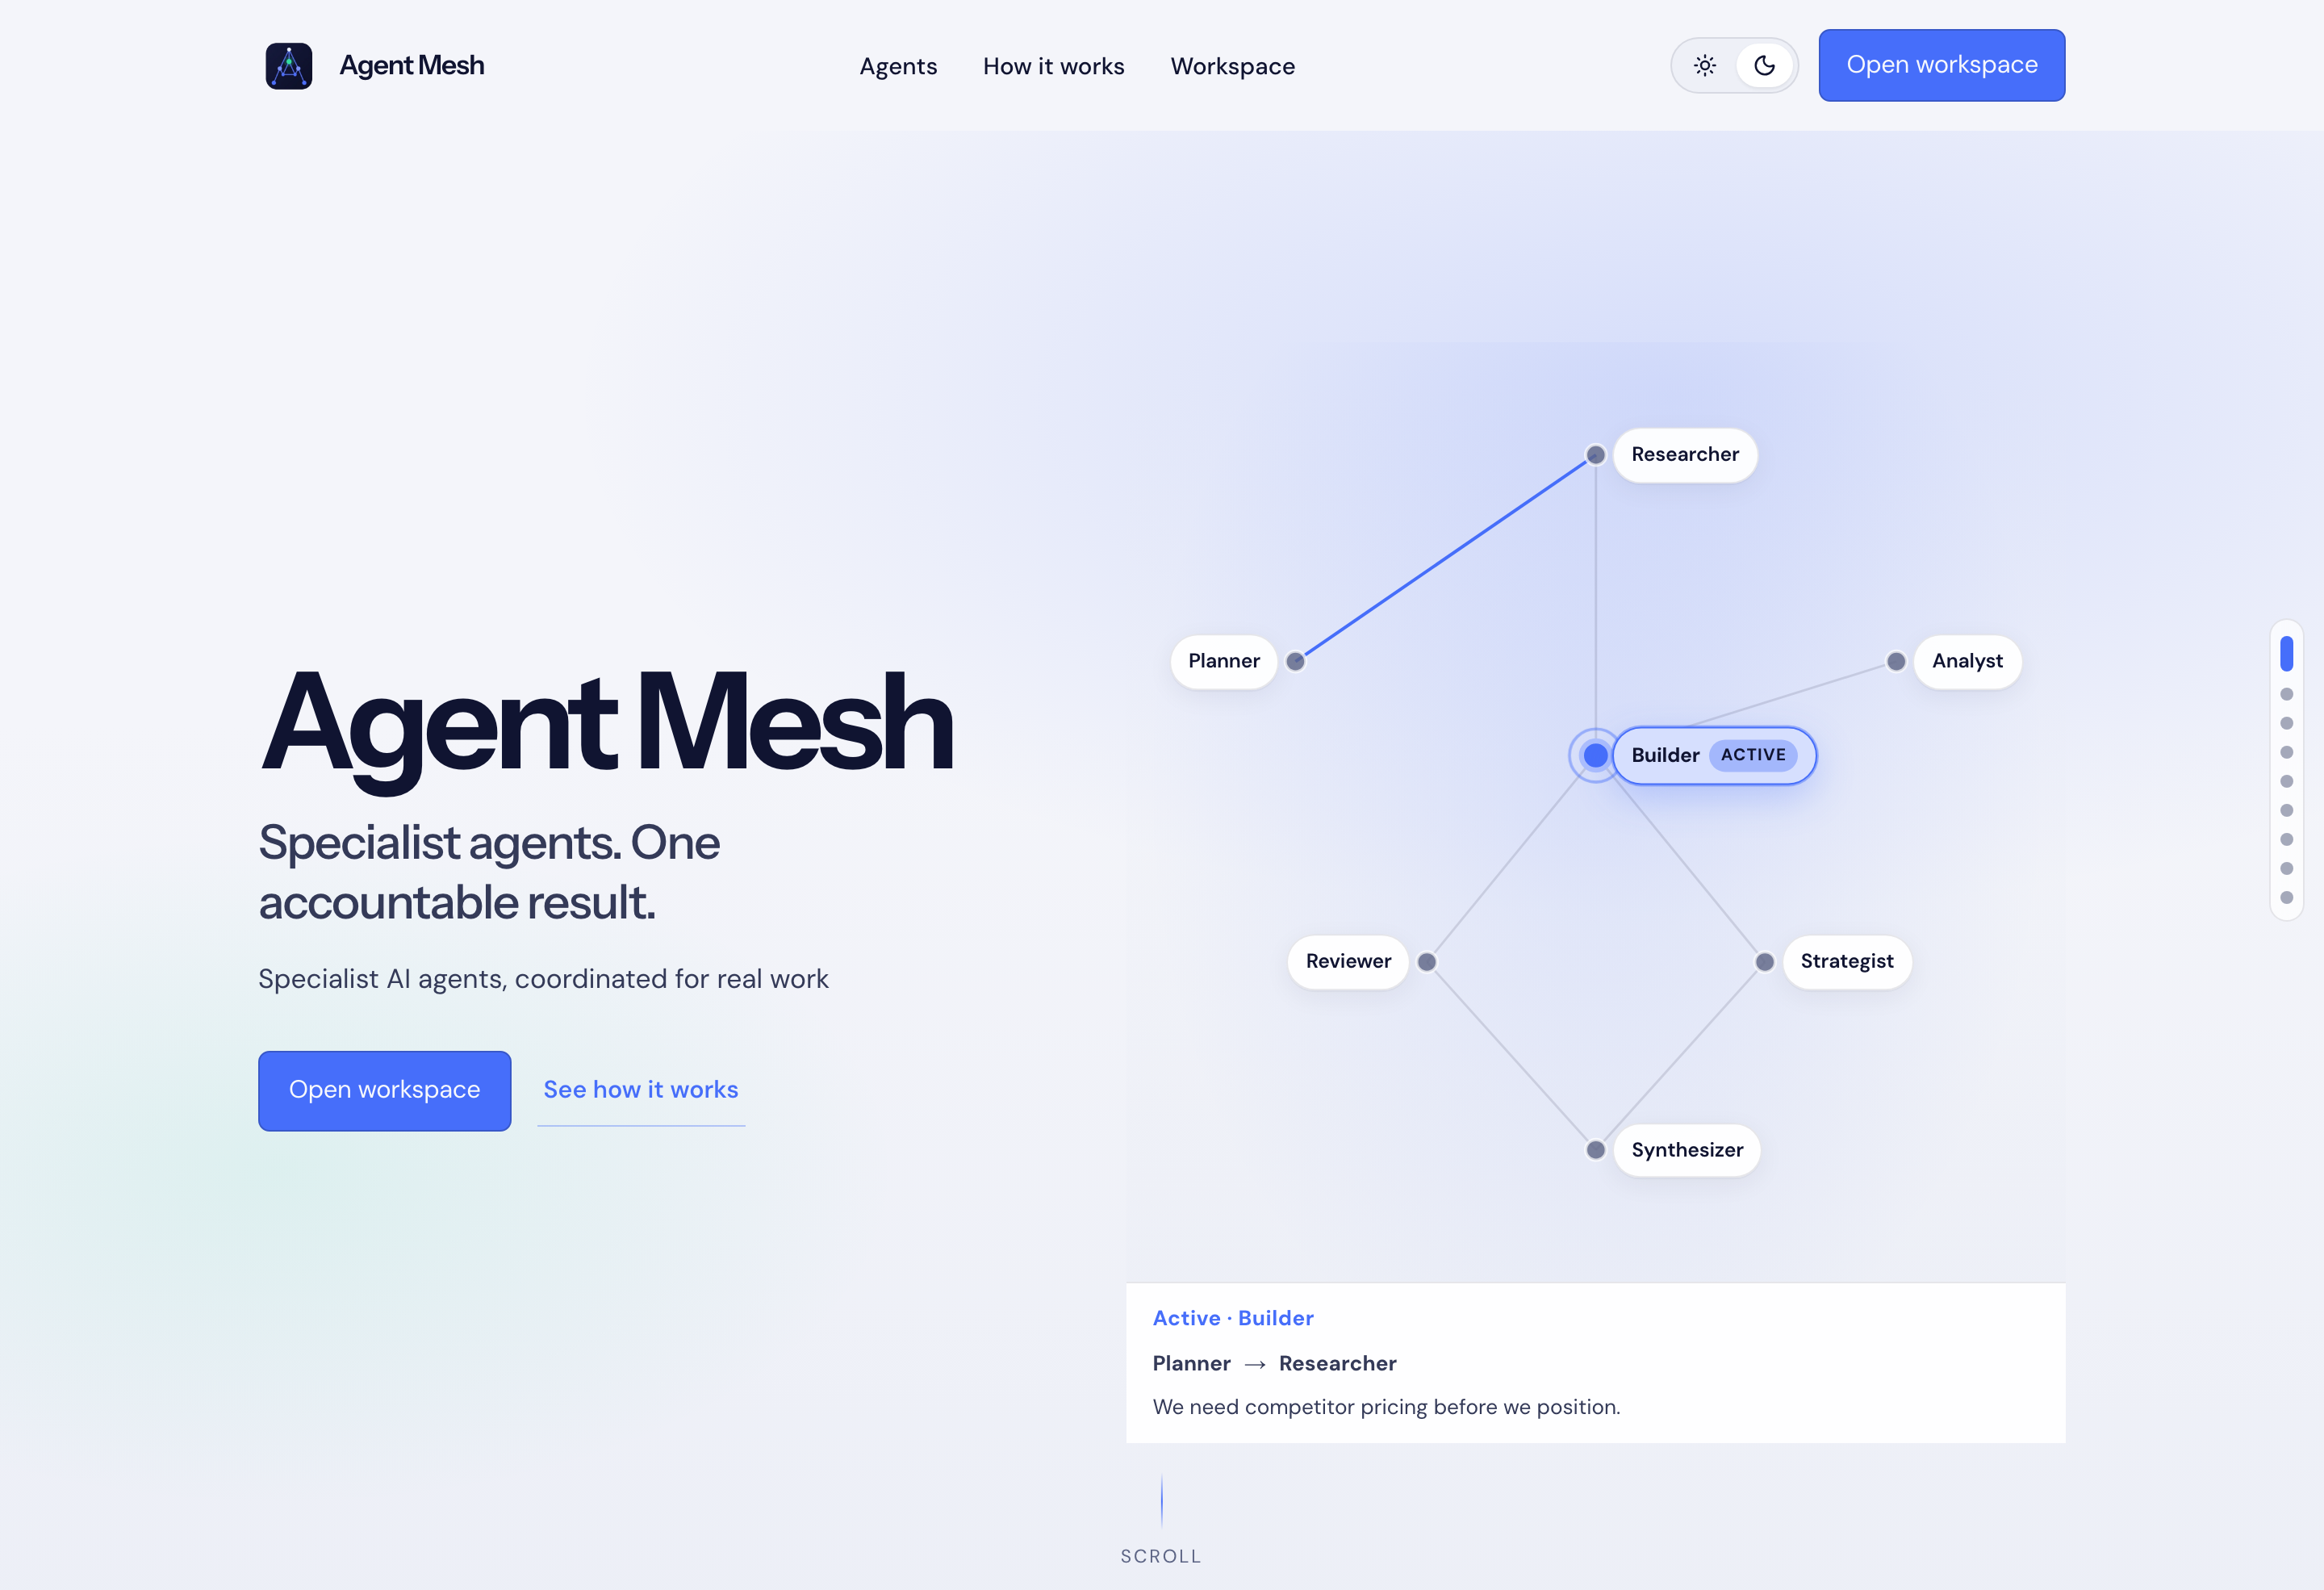 Agent Mesh
Agents
How it works
Workspace
Open workspace
Researcher
Planner
Analyst
Builder ACTIVE
Agent Mesh
Specialist agents. One
accountable result.
Specialist AI agents, coordinated for real work
Open workspace
See how it works
Reviewer
Strategist
Synthesizer
Active · Builder
Planner → Researcher
We need competitor pricing before we position.
SCROLL